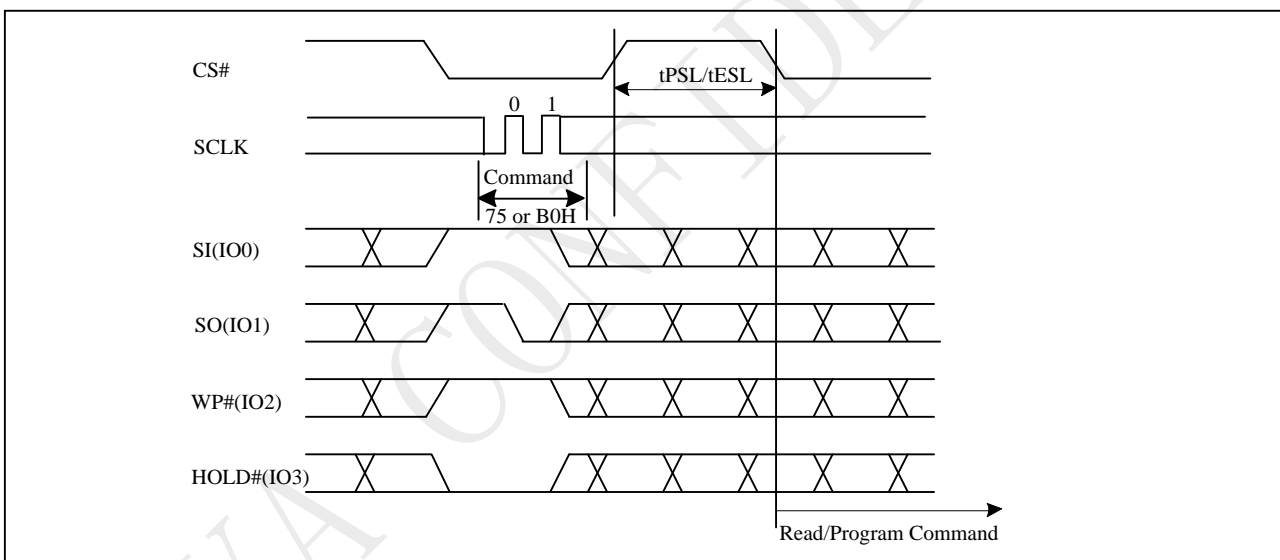 CS#
tPSL/tESL
0 1
SCLK
Command
75 or B0H
SI(IO0)
SO(IO1)
WP#(IO2)
HOLD#(IO3)
Read/Program Command